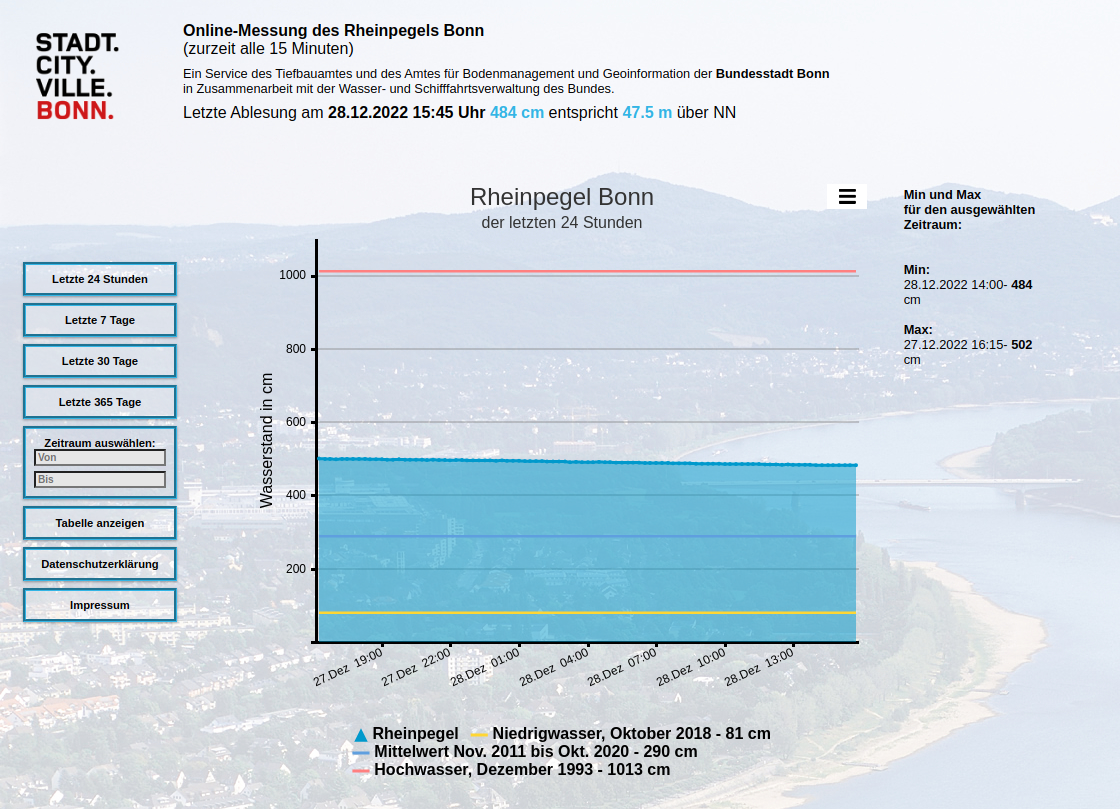 STADT.
CITY.
VILLE.
BONN.
Online-Messung des Rheinpegels Bonn
(zurzeit alle 15 Minuten)
Ein Service des Tiefbauamtes und des Amtes für Bodenmanagement und Geoinformation der Bundesstadt Bonn
in Zusammenarbeit mit der Wasser- und Schifffahrtsverwaltung des Bundes.
Letzte Ablesung am 28.12.2022 15:45 Uhr 484 cm entspricht 47.5 m über NN
Letzte 24 Stunden
Letzte 7 Tage
Letzte 30 Tage
Letzte 365 Tage
Zeitraum auswählen:
Von
Bis
Tabelle anzeigen
Datenschutzerklärung
Impressum
Rheinpegel Bonn
der letzten 24 Stunden
Wasserstand in cm
1000
800
600
400
200
27.Dez 19:00
27.Dez 22:00
28.Dez 01:00
28.Dez 04:00
28.Dez 07:00
28.Dez 10:00
28.Dez 13:00
Rheinpegel Niedrigwasser, Oktober 2018 - 81 cm
Mittelwert Nov. 2011 bis Okt. 2020 - 290 cm
Hochwasser, Dezember 1993 - 1013 cm
Min und Max
für den ausgewählten
Zeitraum:
Min:
28.12.2022 14:00- 484
cm
Max:
27.12.2022 16:15- 502
cm